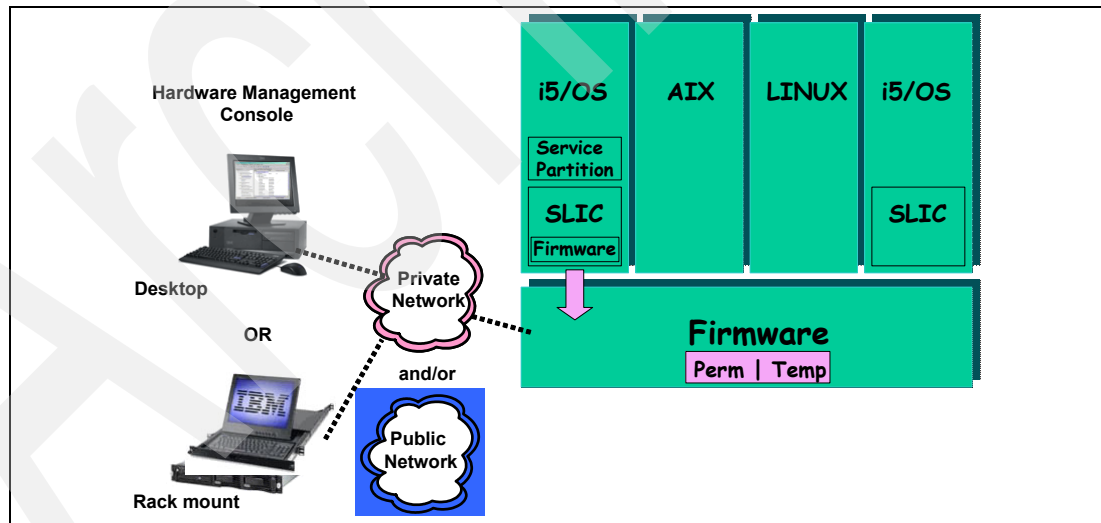 Hardware Management
Console
Desktop
OR
Rack mount
IBM
Private
Network
and/or
Public
Network
i5/OS
Service
Partition
SLIC
Firmware
AIX
LINUX
i5/OS
SLIC
Firmware
Perm | Temp